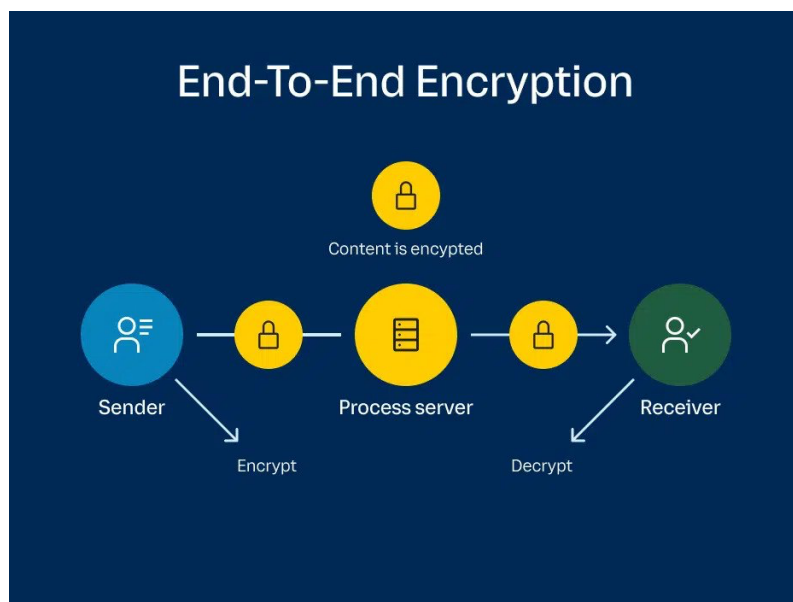 End-To-End Encryption
Content is encypted
Sender
Process server
Receiver
Encrypt
Decrypt